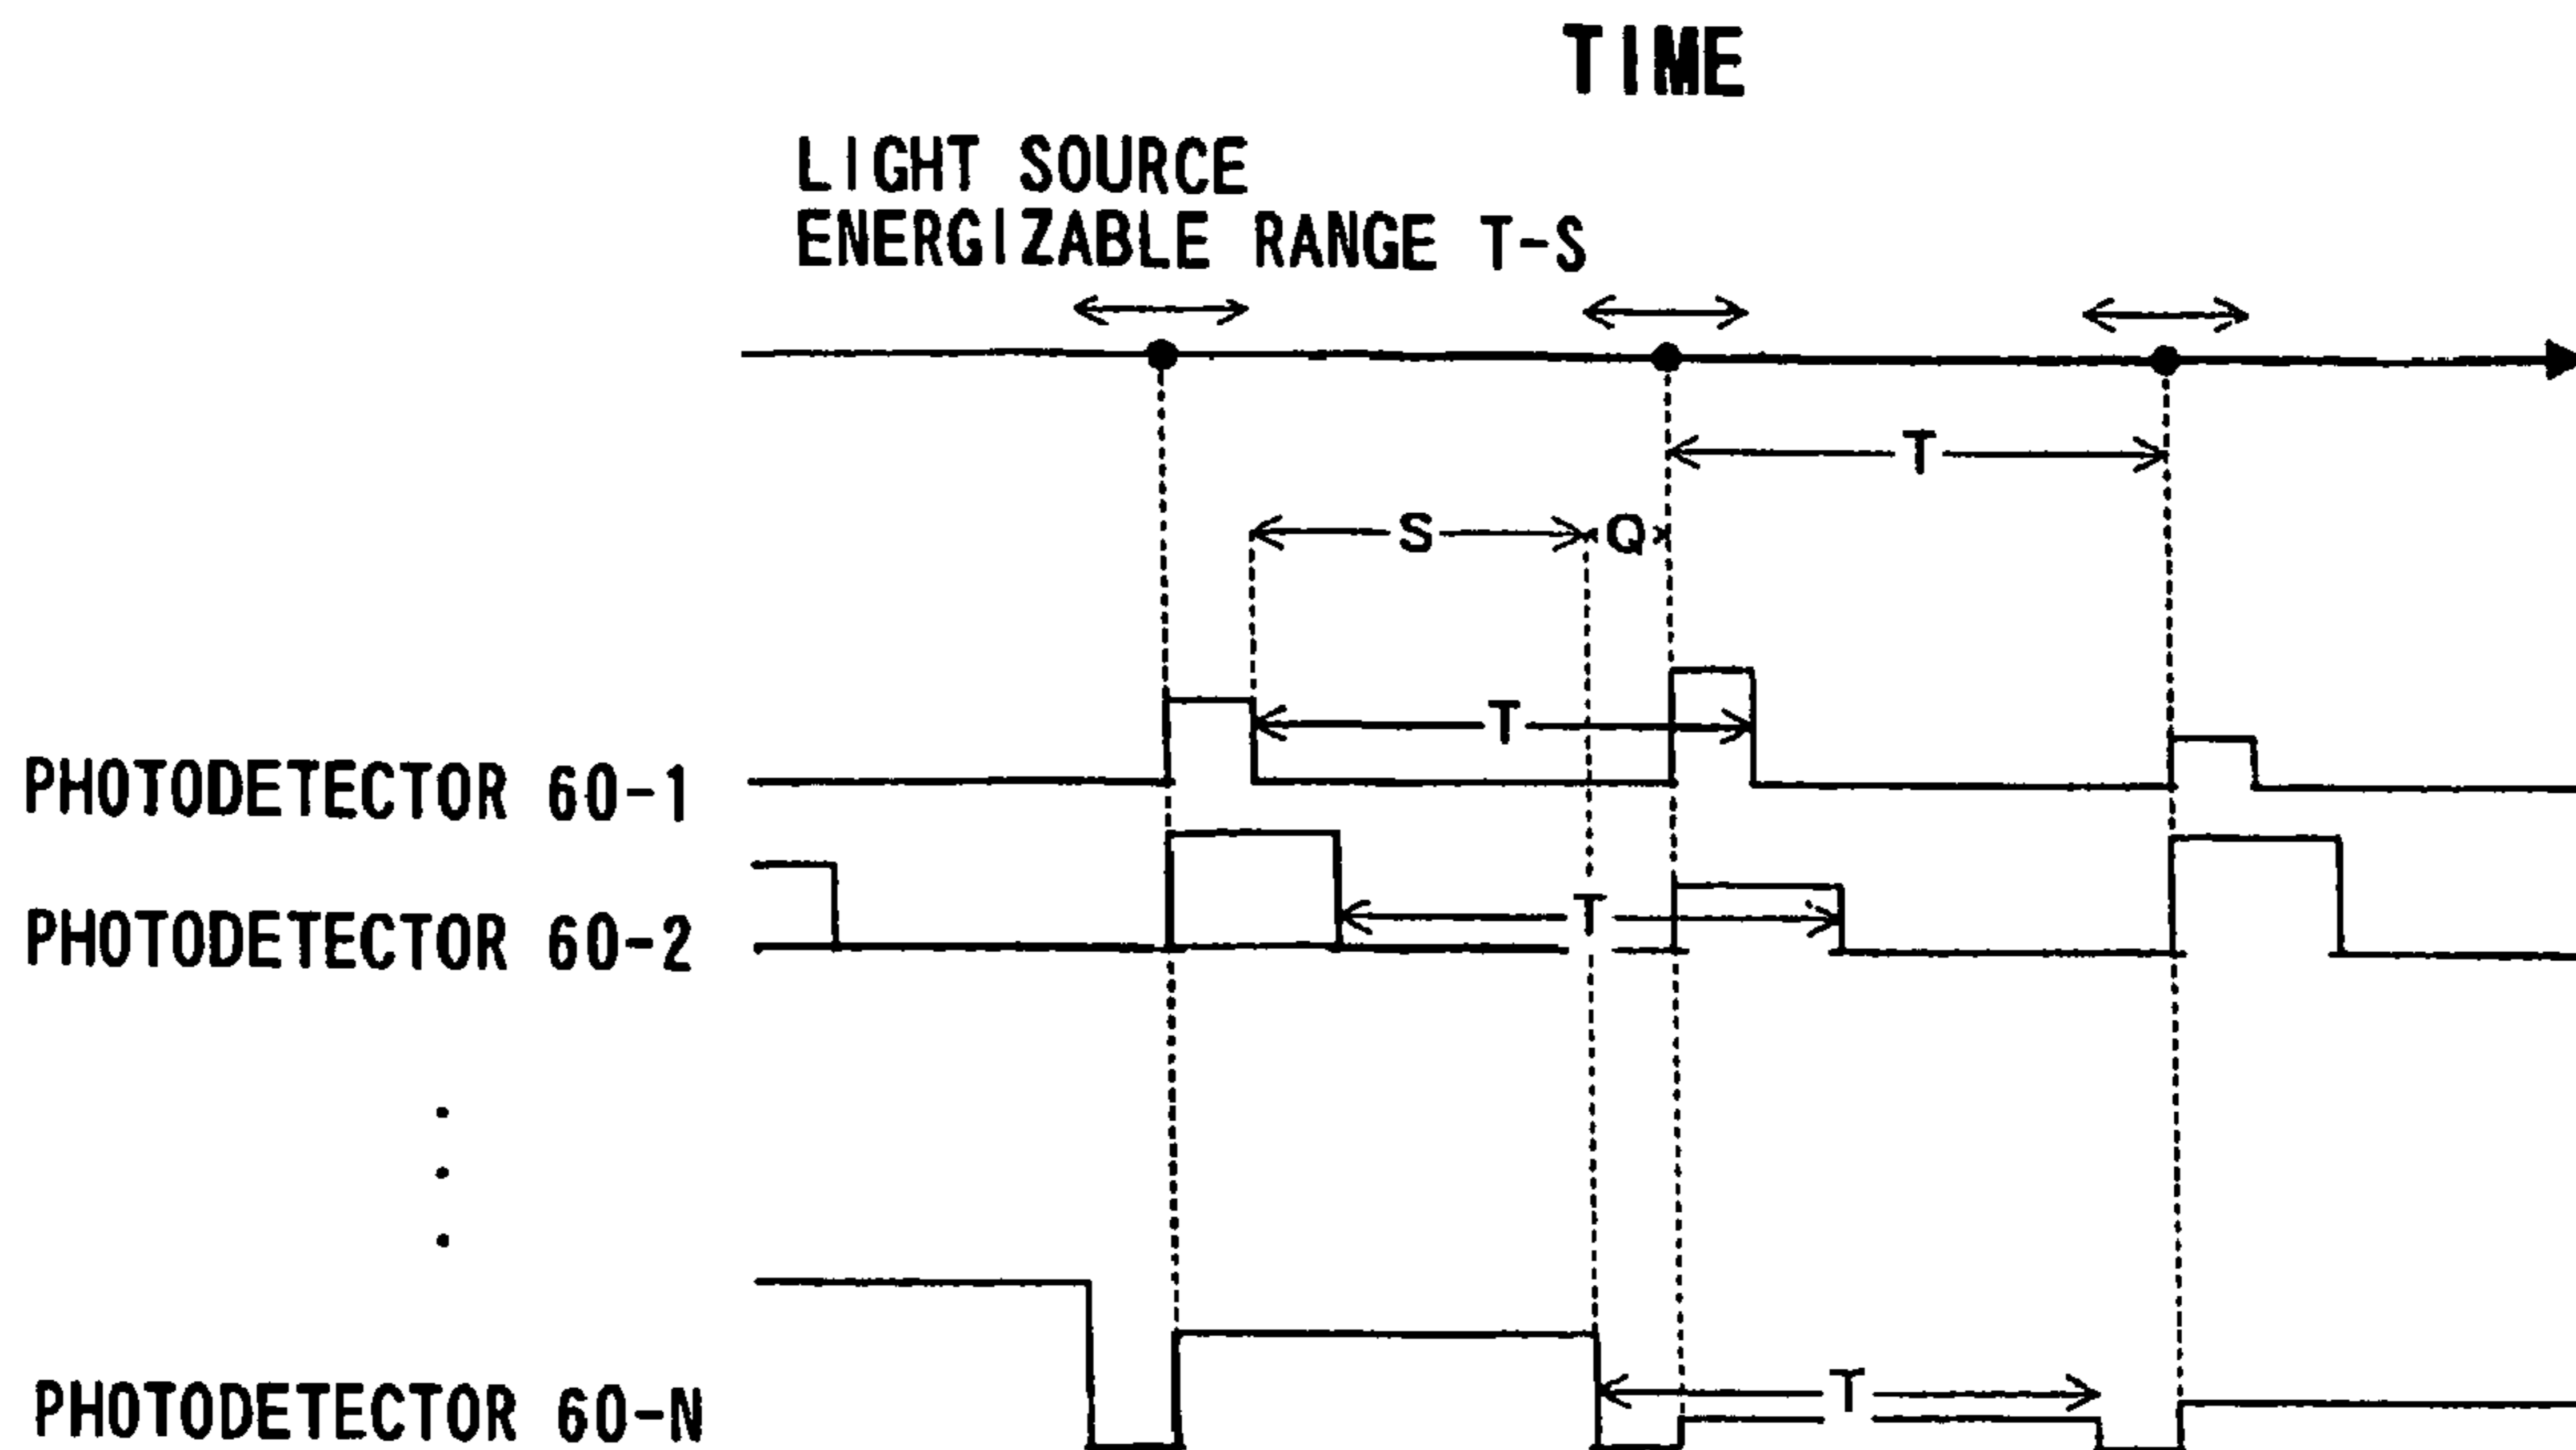 TIME
LIGHT SOURCE
ENERGIZABLE RANGE T-S
T
S
Q
T
PHOTODETECTOR 60-1
T
PHOTODETECTOR 60-2
T
PHOTODETECTOR 60-N